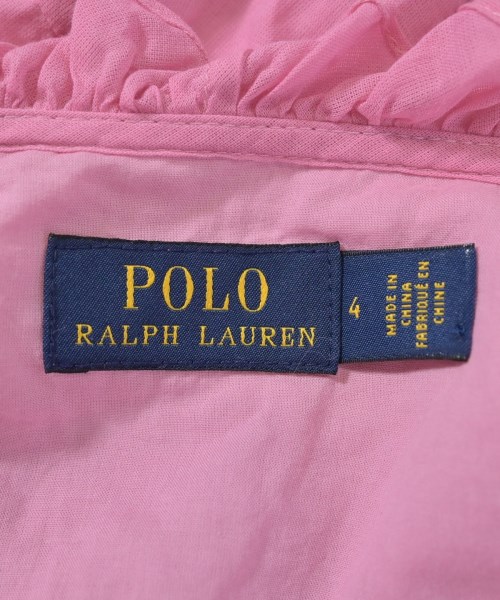 POLO
RALPH LAUREN
4
MADE IN
CHINA
FABRIQUÉ EN
CHINE